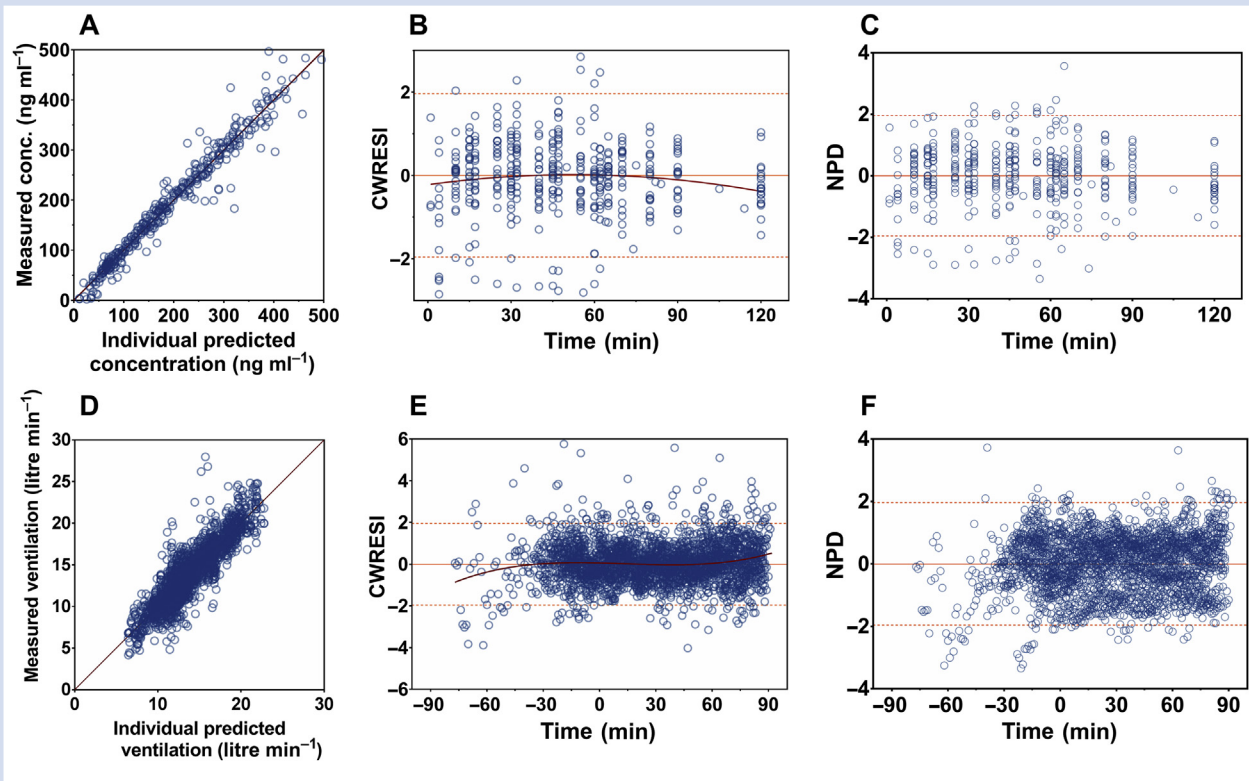 A
Measured conc. (ng ml⁻¹)
500
400
300
200
100
0
0 100 200 300 400 500
Individual predicted
concentration (ng ml⁻¹)
B
CWRESI
2
0
−2
0 30 60 90 120
Time (min)
C
NPD
4
2
0
−2
−4
0 30 60 90 120
Time (min)
D
Measured ventilation (litre min⁻¹)
30
25
20
15
10
5
0
0 10 20 30
Individual predicted
ventilation (litre min⁻¹)
E
CWRESI
6
4
2
0
−2
−4
−6
−90 −60 −30 0 30 60 90
Time (min)
F
NPD
4
2
0
−2
−4
−90 −60 −30 0 30 60 90
Time (min)